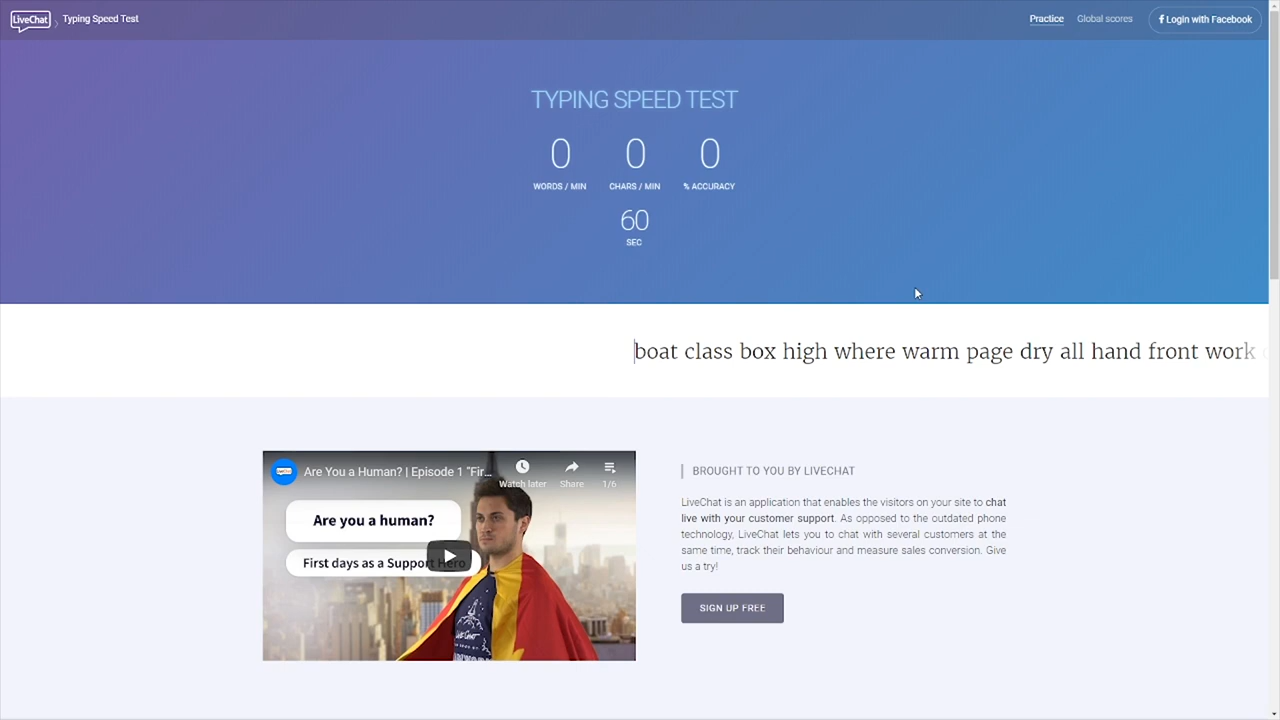 LiveChat Typing Speed Test Practice Global scores f Login with Facebook
TYPING SPEED TEST
0 0 0
WORDS / MIN CHARS / MIN % ACCURACY
60
SEC
boat class box high where warm page dry all hand front work
Are You a Human? | Episode 1 "Fir...
Watch later Share 1/6
Are you a human?
First days as a Support Hero
LIVECHAT
BROUGHT TO YOU BY LIVECHAT
LiveChat is an application that enables the visitors on your site to chat
live with your customer support. As opposed to the outdated phone
technology, LiveChat lets you to chat with several customers at the
same time, track their behaviour and measure sales conversion. Give
us a try!
SIGN UP FREE